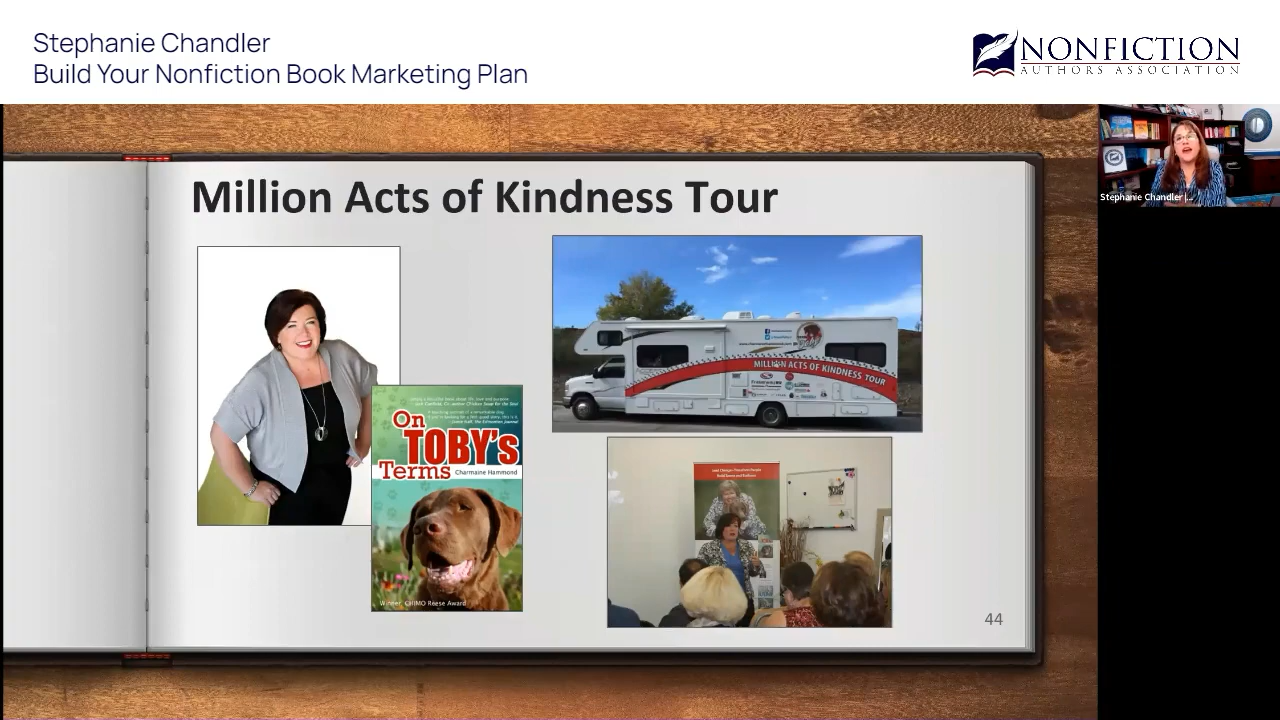 Stephanie Chandler
Build Your Nonfiction Book Marketing Plan
NONFICTION
AUTHORS ASSOCIATION
Stephanie Chandler |...
Million Acts of Kindness Tour
MILLION ACTS OF KINDNESS TOUR
On
TOBY's
Terms
Charmaine Hammond
Winner, CHIMO Reese Award
44